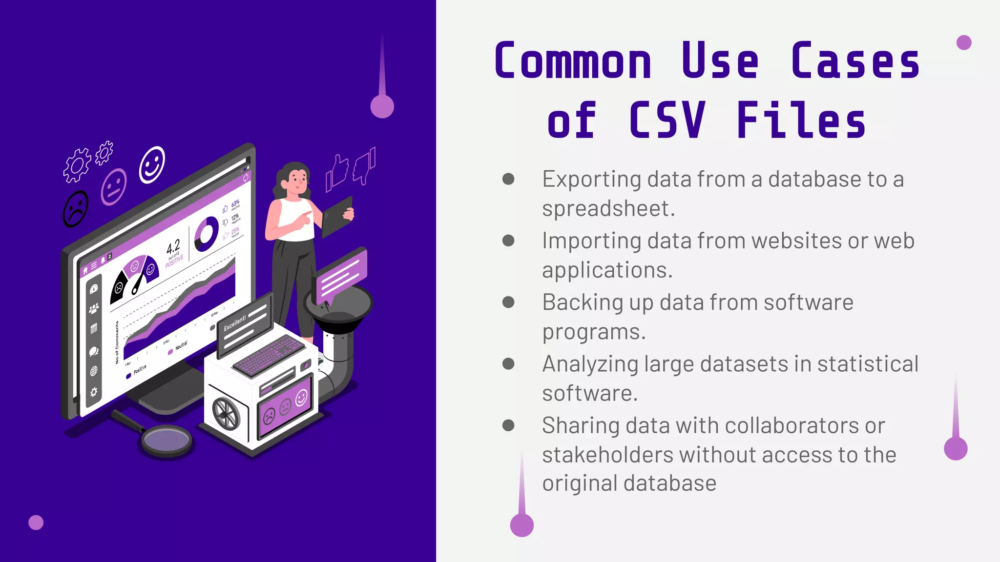 Common Use Cases
of CSV Files
● Exporting data from a database to a
spreadsheet.
● Importing data from websites or web
applications.
● Backing up data from software
programs.
● Analyzing large datasets in statistical
software.
● Sharing data with collaborators or
stakeholders without access to the
original database
2
4.2
out of 5
POSITIVE
63%
positive
12%
negative
25%
neutral
No of Comments
1 May
5 May
10 May
Positive
Neutral
Excellent!